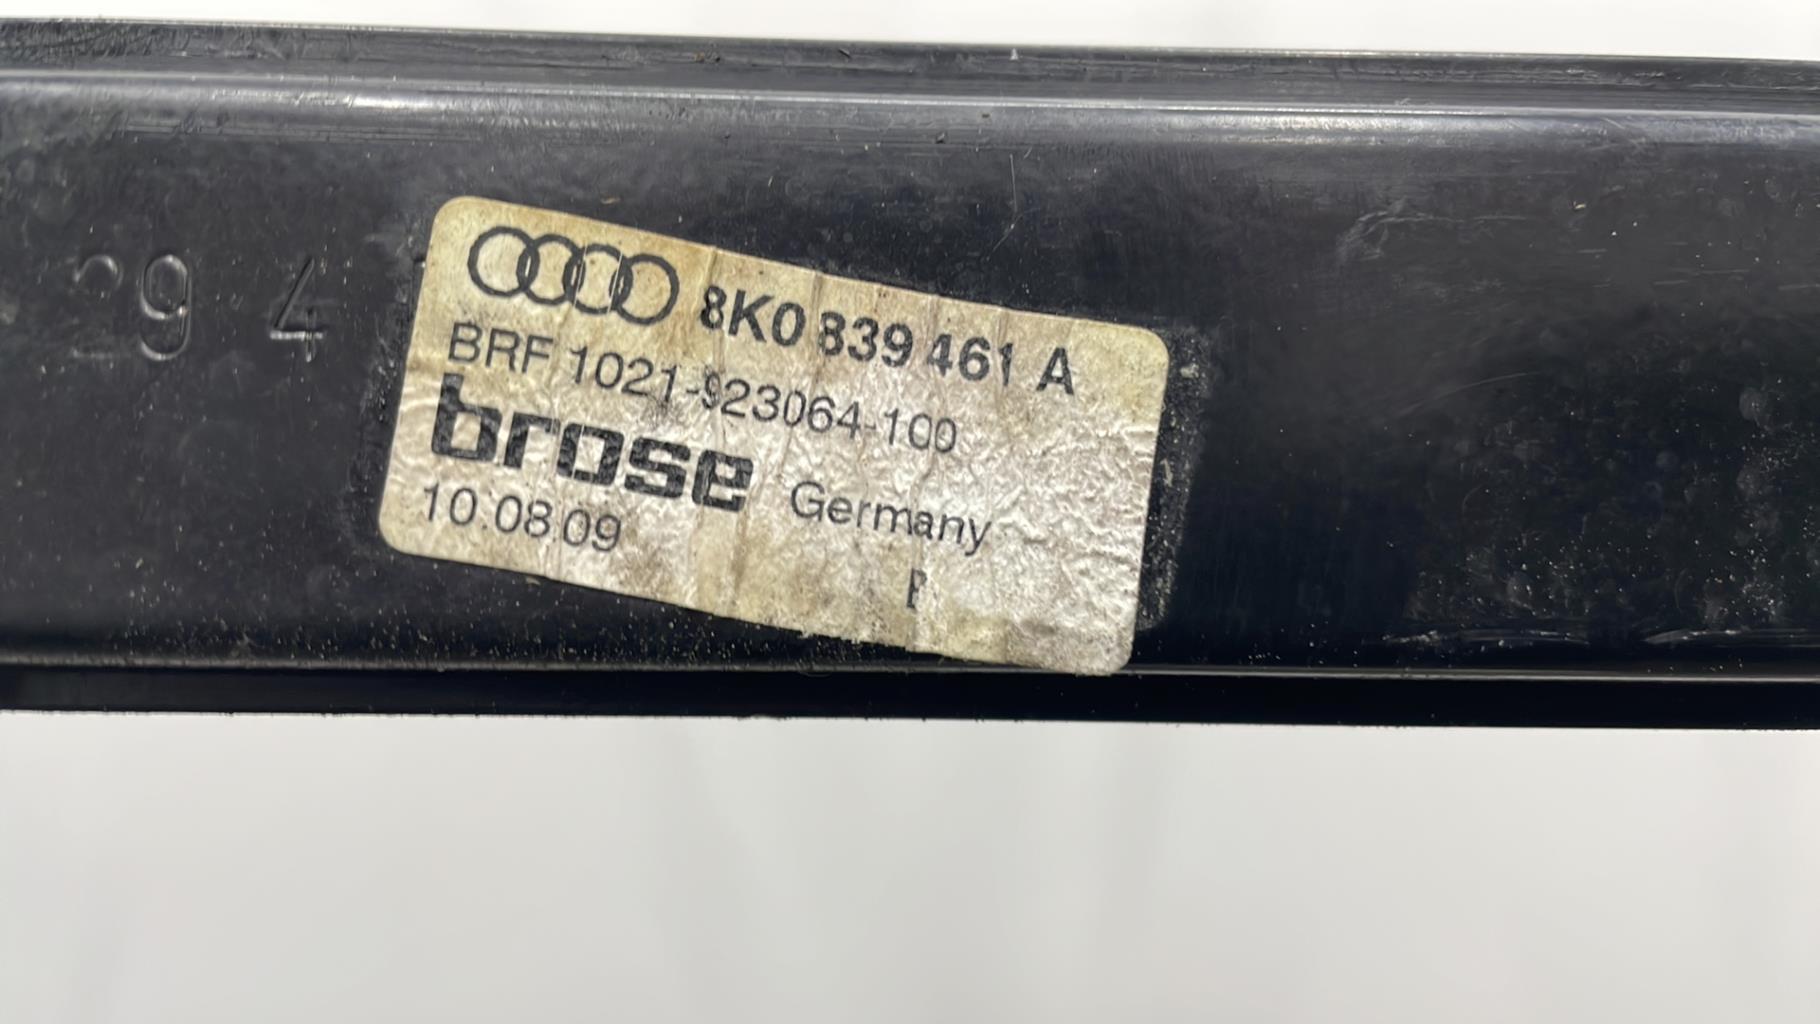 29 4
8K0 839 461 A
BRF 1021-923064-100
brose Germany
10.08.09